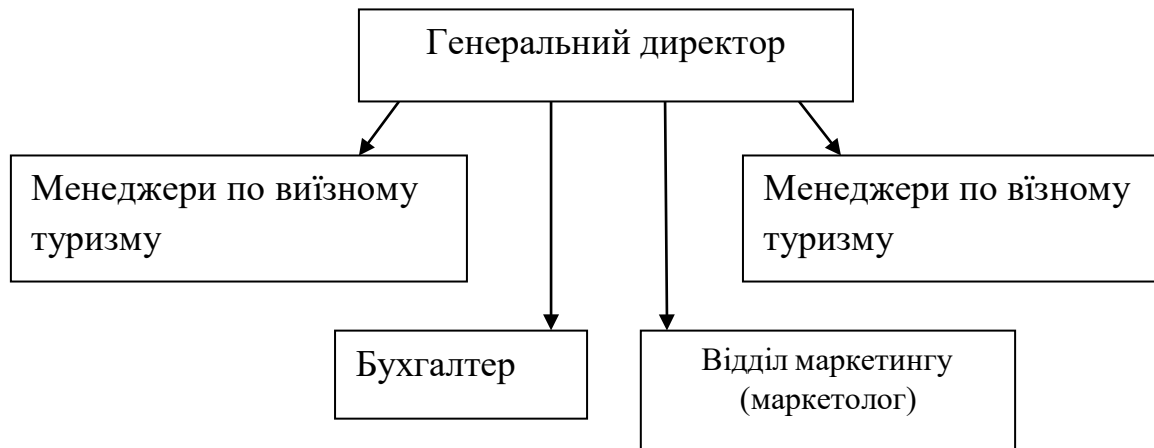 Генеральний директор
Менеджери по виїзному
туризму
Менеджери по вїзному
туризму
Бухгалтер
Відділ маркетингу
(маркетолог)